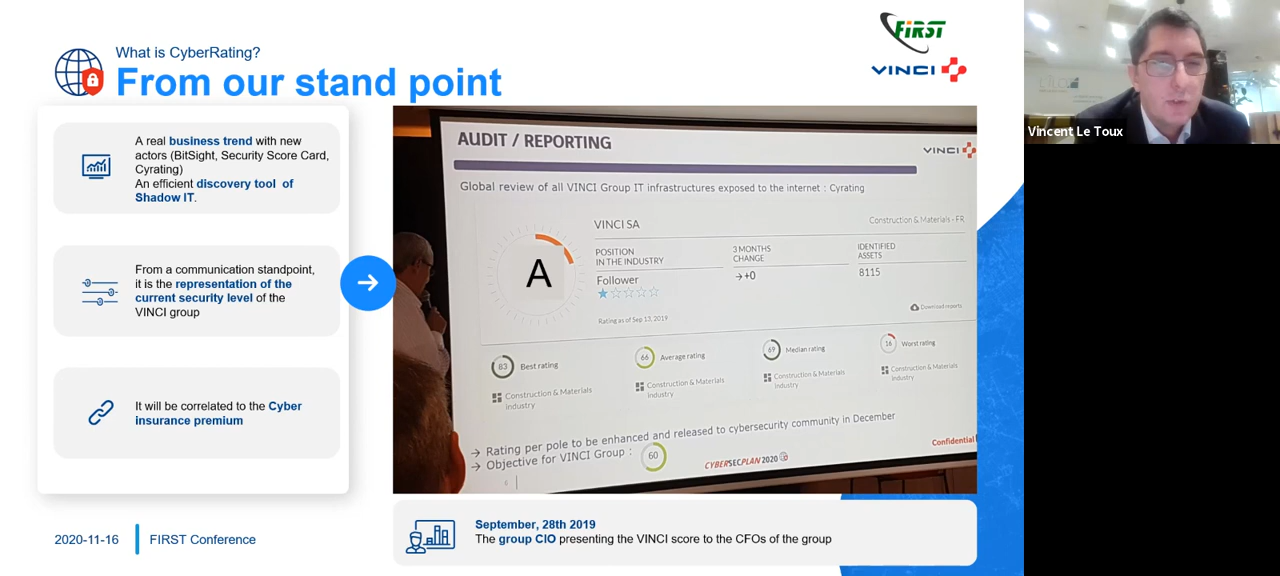 What is CyberRating?
From our stand point
FiRST
VINCI
Vincent Le Toux
A real business trend with new
actors (BitSight, Security Score Card,
Cyrating)
An efficient discovery tool of
Shadow IT.
From a communication standpoint,
it is the representation of the
current security level of the
VINCI group
It will be correlated to the Cyber
insurance premium
AUDIT / REPORTING
VINCI
Global review of all VINCI Group IT infrastructures exposed to the internet : Cyrating
VINCI SA
Construction & Materials - FR
A
POSITION
IN THE INDUSTRY
Follower
3 MONTHS
CHANGE
→ +0
IDENTIFIED
ASSETS
8115
Rating as of Sep 13, 2019
Download reports
83 Best rating
Construction & Materials
Industry
66 Average rating
Construction & Materials
Industry
69 Median rating
Construction & Materials
Industry
16 Worst rating
Construction & Materials
Industry
→ Rating per pole to be enhanced and released to cybersecurity community in December
→ Objective for VINCI Group : 60
CYBERSECPLAN 2020
Confidential
6
September, 28th 2019
The group CIO presenting the VINCI score to the CFOs of the group
2020-11-16
FIRST Conference